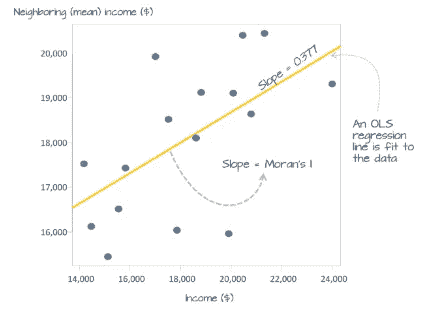 Neighboring (mean) income ($)
20,000
19,000
18,000
17,000
16,000
Slope = 0.377
An OLS
regression
line is fit to
the data
Slope = Moran's I
14,000 16,000 18,000 20,000 22,000 24,000
Income ($)